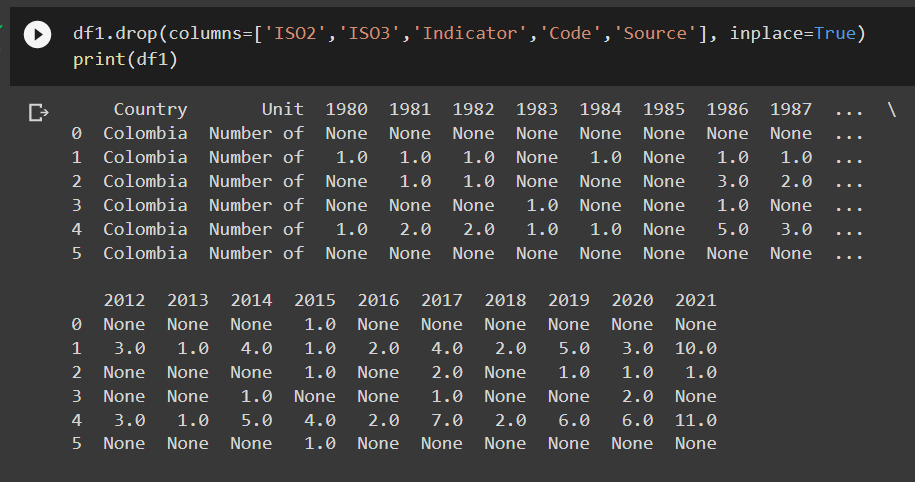 df1.drop(columns=['ISO2','ISO3','Indicator','Code','Source'], inplace=True)
print(df1)
    Country       Unit  1980  1981  1982  1983  1984  1985  1986  1987  ...  \
0  Colombia  Number of  None  None  None  None  None  None  None  None  ...
1  Colombia  Number of   1.0   1.0   1.0  None   1.0  None   1.0   1.0  ...
2  Colombia  Number of  None   1.0   1.0  None  None  None   3.0   2.0  ...
3  Colombia  Number of  None  None  None   1.0  None  None   1.0  None  ...
4  Colombia  Number of   1.0   2.0   2.0   1.0   1.0  None   5.0   3.0  ...
5  Colombia  Number of  None  None  None  None  None  None  None  None  ...
   2012  2013  2014  2015  2016  2017  2018  2019  2020  2021
0  None  None  None   1.0  None  None  None  None  None  None
1   3.0   1.0   4.0   1.0   2.0   4.0   2.0   5.0   3.0  10.0
2  None  None  None   1.0  None   2.0  None   1.0   1.0   1.0
3  None  None   1.0  None  None   1.0  None  None   2.0  None
4   3.0   1.0   5.0   4.0   2.0   7.0   2.0   6.0   6.0  11.0
5  None  None  None   1.0  None  None  None  None  None  None